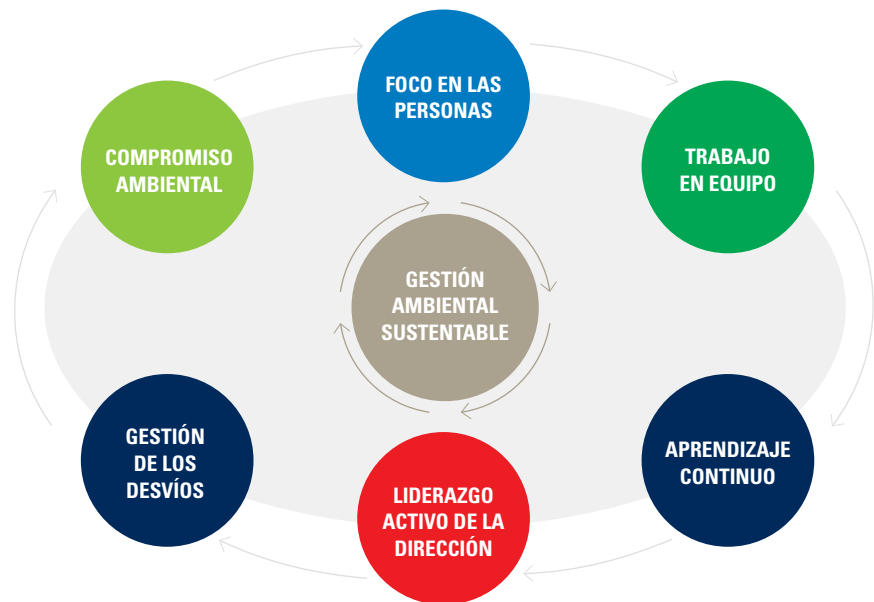 FOCO EN LAS
PERSONAS
TRABAJO
EN EQUIPO
APRENDIZAJE
CONTINUO
LIDERAZGO
ACTIVO DE LA
DIRECCIÓN
GESTIÓN
DE LOS
DESVÍOS
COMPROMISO
AMBIENTAL
GESTIÓN
AMBIENTAL
SUSTENTABLE